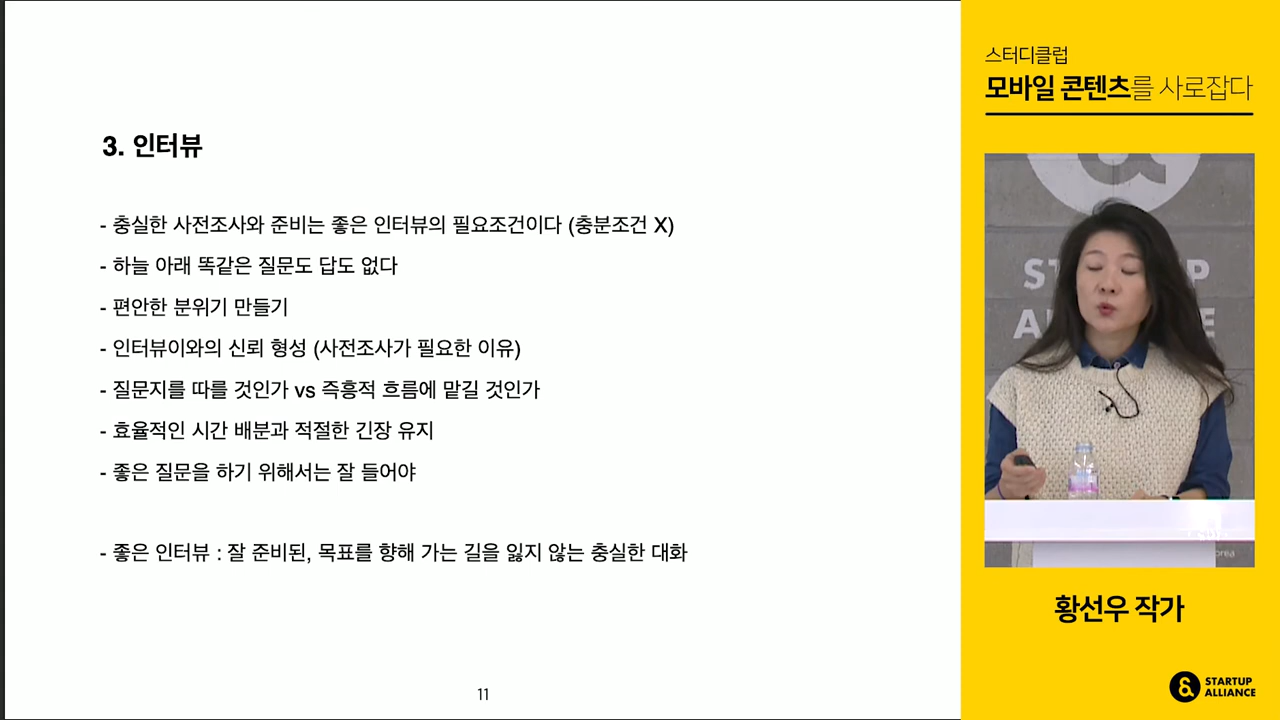 3. 인터뷰
- 충실한 사전조사와 준비는 좋은 인터뷰의 필요조건이다 (충분조건 X)
- 하늘 아래 똑같은 질문도 답도 없다
- 편안한 분위기 만들기
- 인터뷰이와의 신뢰 형성 (사전조사가 필요한 이유)
- 질문지를 따를 것인가 vs 즉흥적 흐름에 맡길 것인가
- 효율적인 시간 배분과 적절한 긴장 유지
- 좋은 질문을 하기 위해서는 잘 들어야
- 좋은 인터뷰 : 잘 준비된, 목표를 향해 가는 길을 잃지 않는 충실한 대화
11
스터디클럽
모바일 콘텐츠를 사로잡다
황선우 작가
STARTUP
ALLIANCE